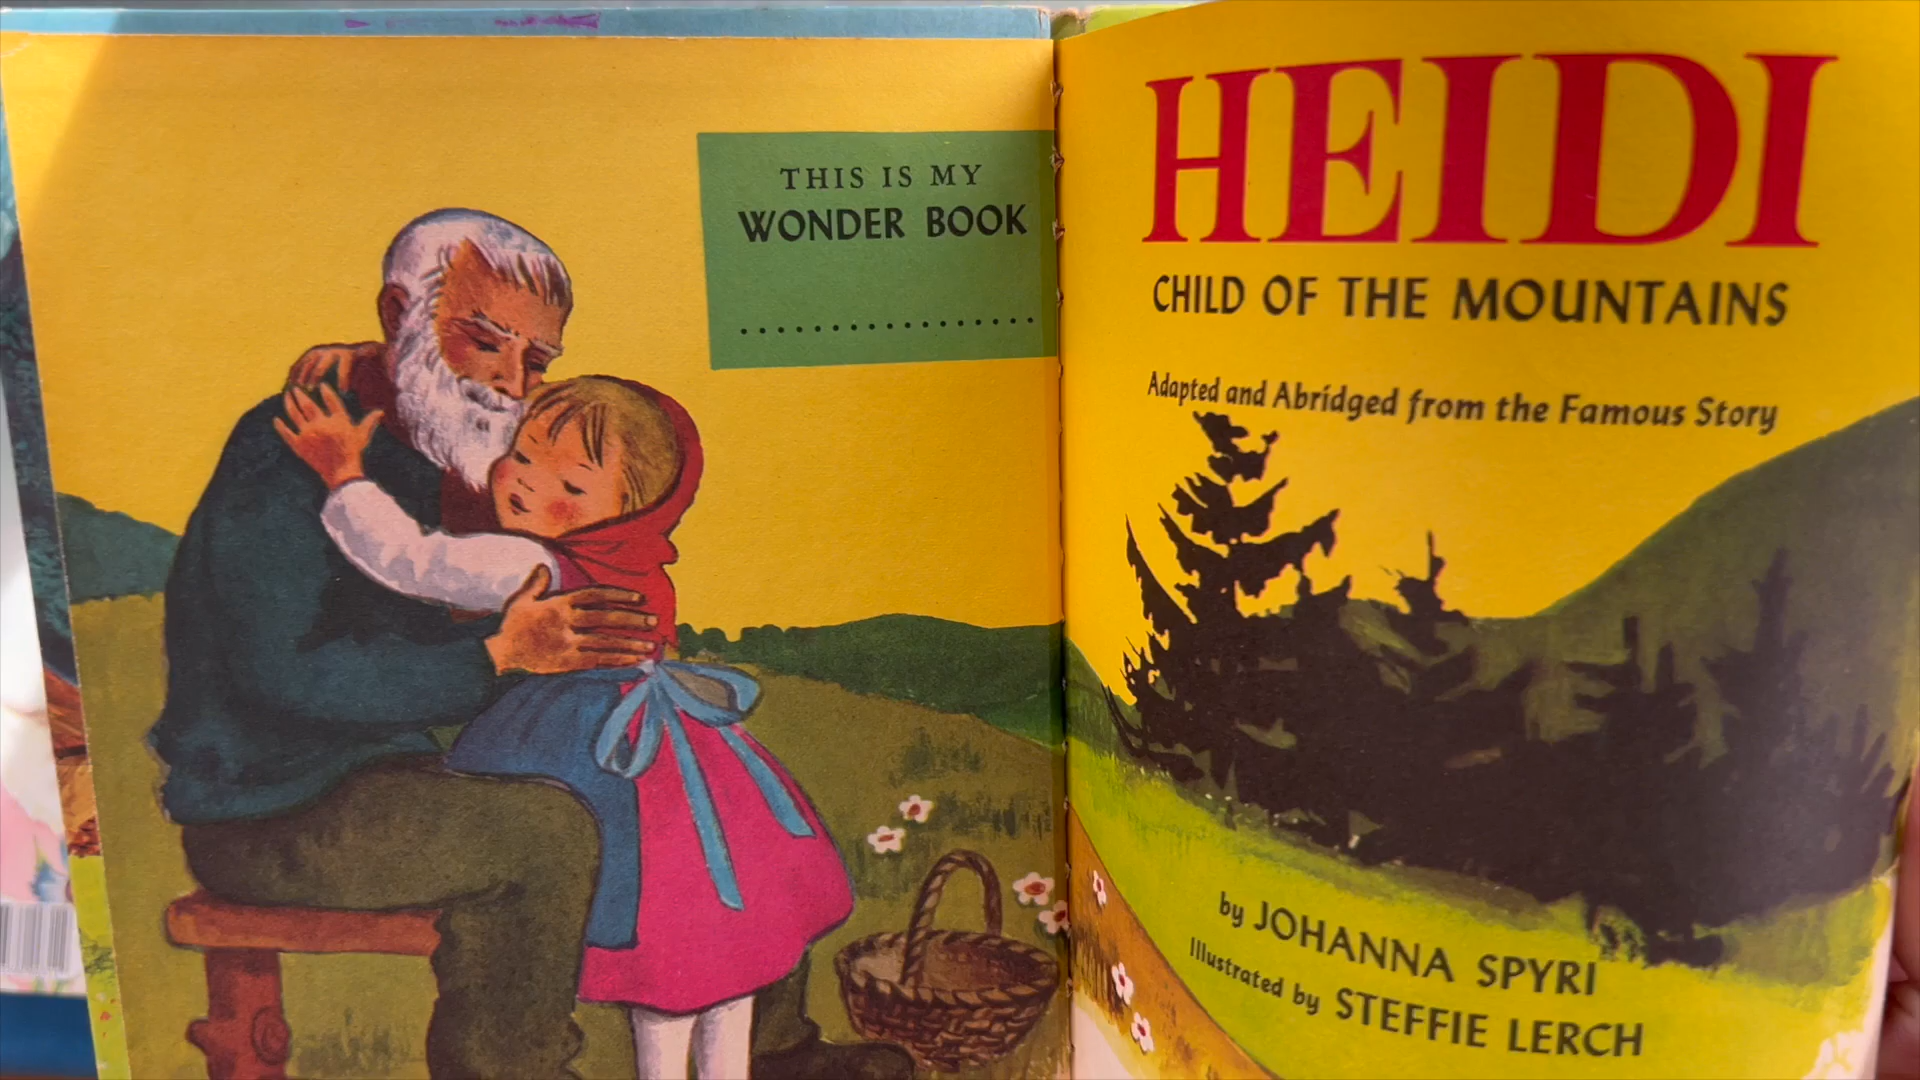 THIS IS MY
WONDER BOOK
HEIDI
CHILD OF THE MOUNTAINS
Adapted and Abridged from the Famous Story
by JOHANNA SPYRI
Illustrated by STEFFIE LERCH